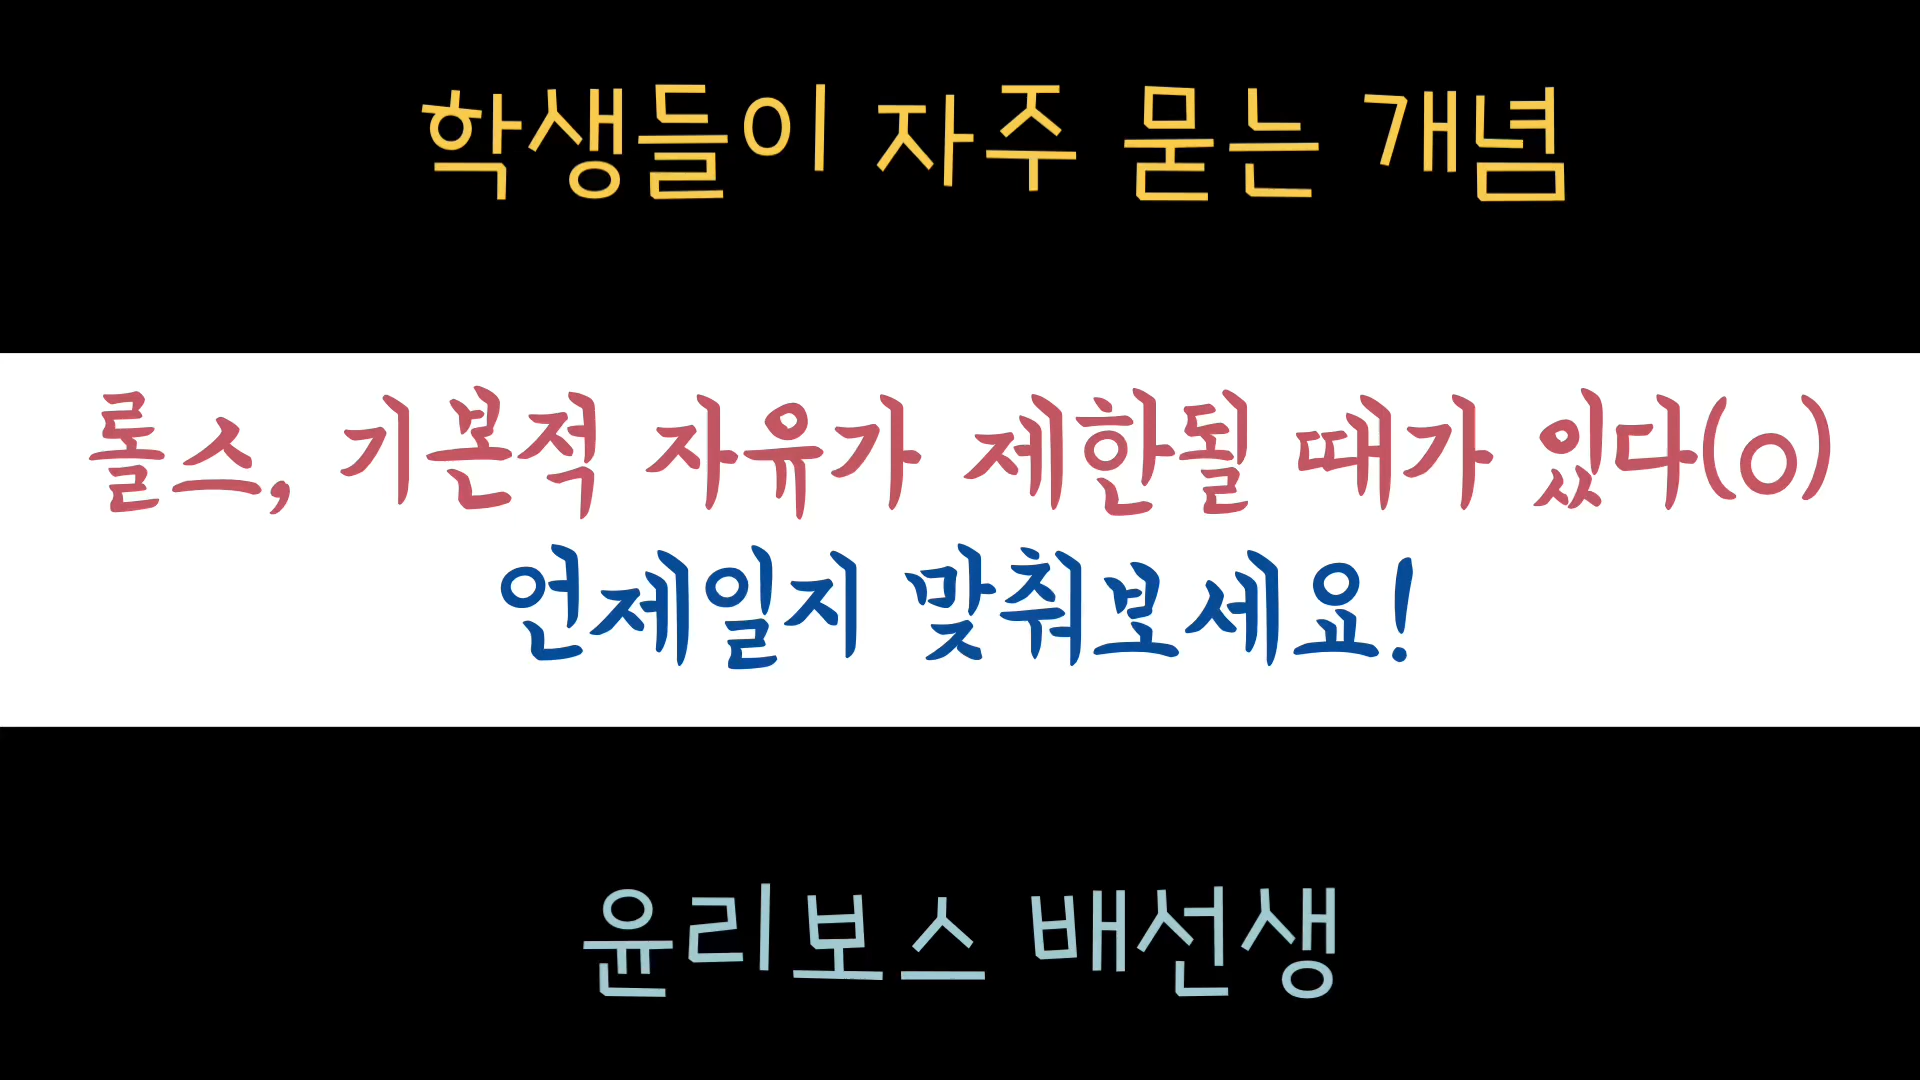 학생들이 자주 묻는 개념
롤스, 기본적 자유가 제한될 때가 있다(o)
언제일지 맞춰보세요!
윤리보스 배선생